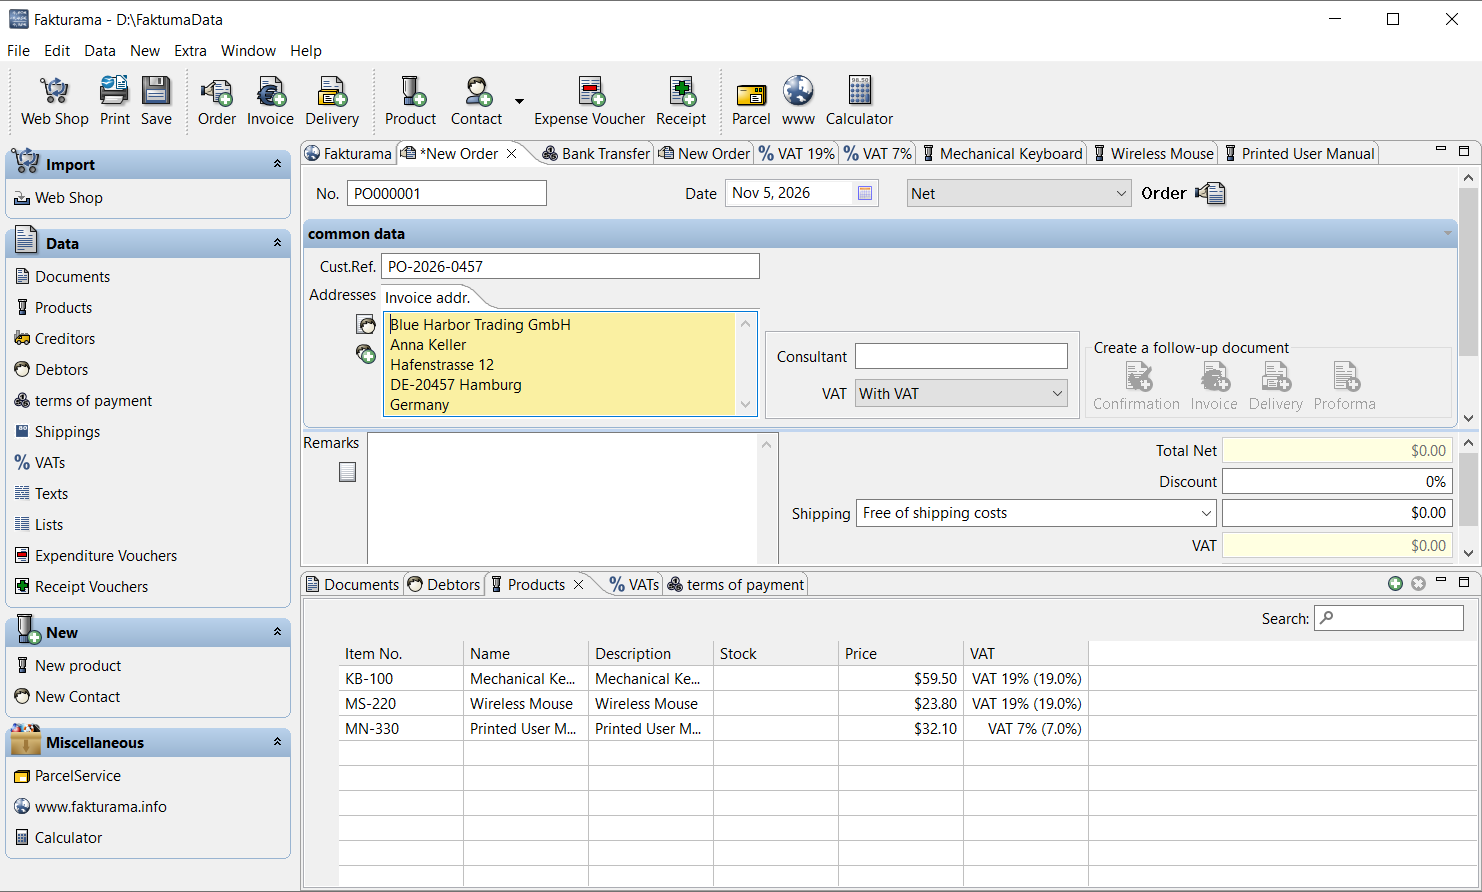 Fakturama - D:\FaktumaData
File Edit Data New Extra Window Help
Web Shop Print Save Order Invoice Delivery Product Contact Expense Voucher Receipt Parcel www Calculator
Import
Web Shop
Data
Documents
Products
Creditors
Debtors
terms of payment
Shippings
VATs
Texts
Lists
Expenditure Vouchers
Receipt Vouchers
New
New product
New Contact
Miscellaneous
ParcelService
www.fakturama.info
Calculator
Fakturama *New Order Bank Transfer New Order VAT 19% VAT 7% Mechanical Keyboard Wireless Mouse Printed User Manual
No. PO000001 Date Nov 5, 2026 Net Order
common data
Cust.Ref. PO-2026-0457
Addresses Invoice addr.
Blue Harbor Trading GmbH
Anna Keller
Hafenstrasse 12
DE-20457 Hamburg
Germany
Consultant
VAT With VAT
Create a follow-up document
Confirmation Invoice Delivery Proforma
Remarks
Total Net $0.00
Discount 0%
Shipping Free of shipping costs $0.00
VAT $0.00
Documents Debtors Products VATs terms of payment
Search:
Item No. Name Description Stock Price VAT
KB-100 Mechanical Ke... Mechanical Ke... $59.50 VAT 19% (19.0%)
MS-220 Wireless Mouse Wireless Mouse $23.80 VAT 19% (19.0%)
MN-330 Printed User M... Printed User M... $32.10 VAT 7% (7.0%)